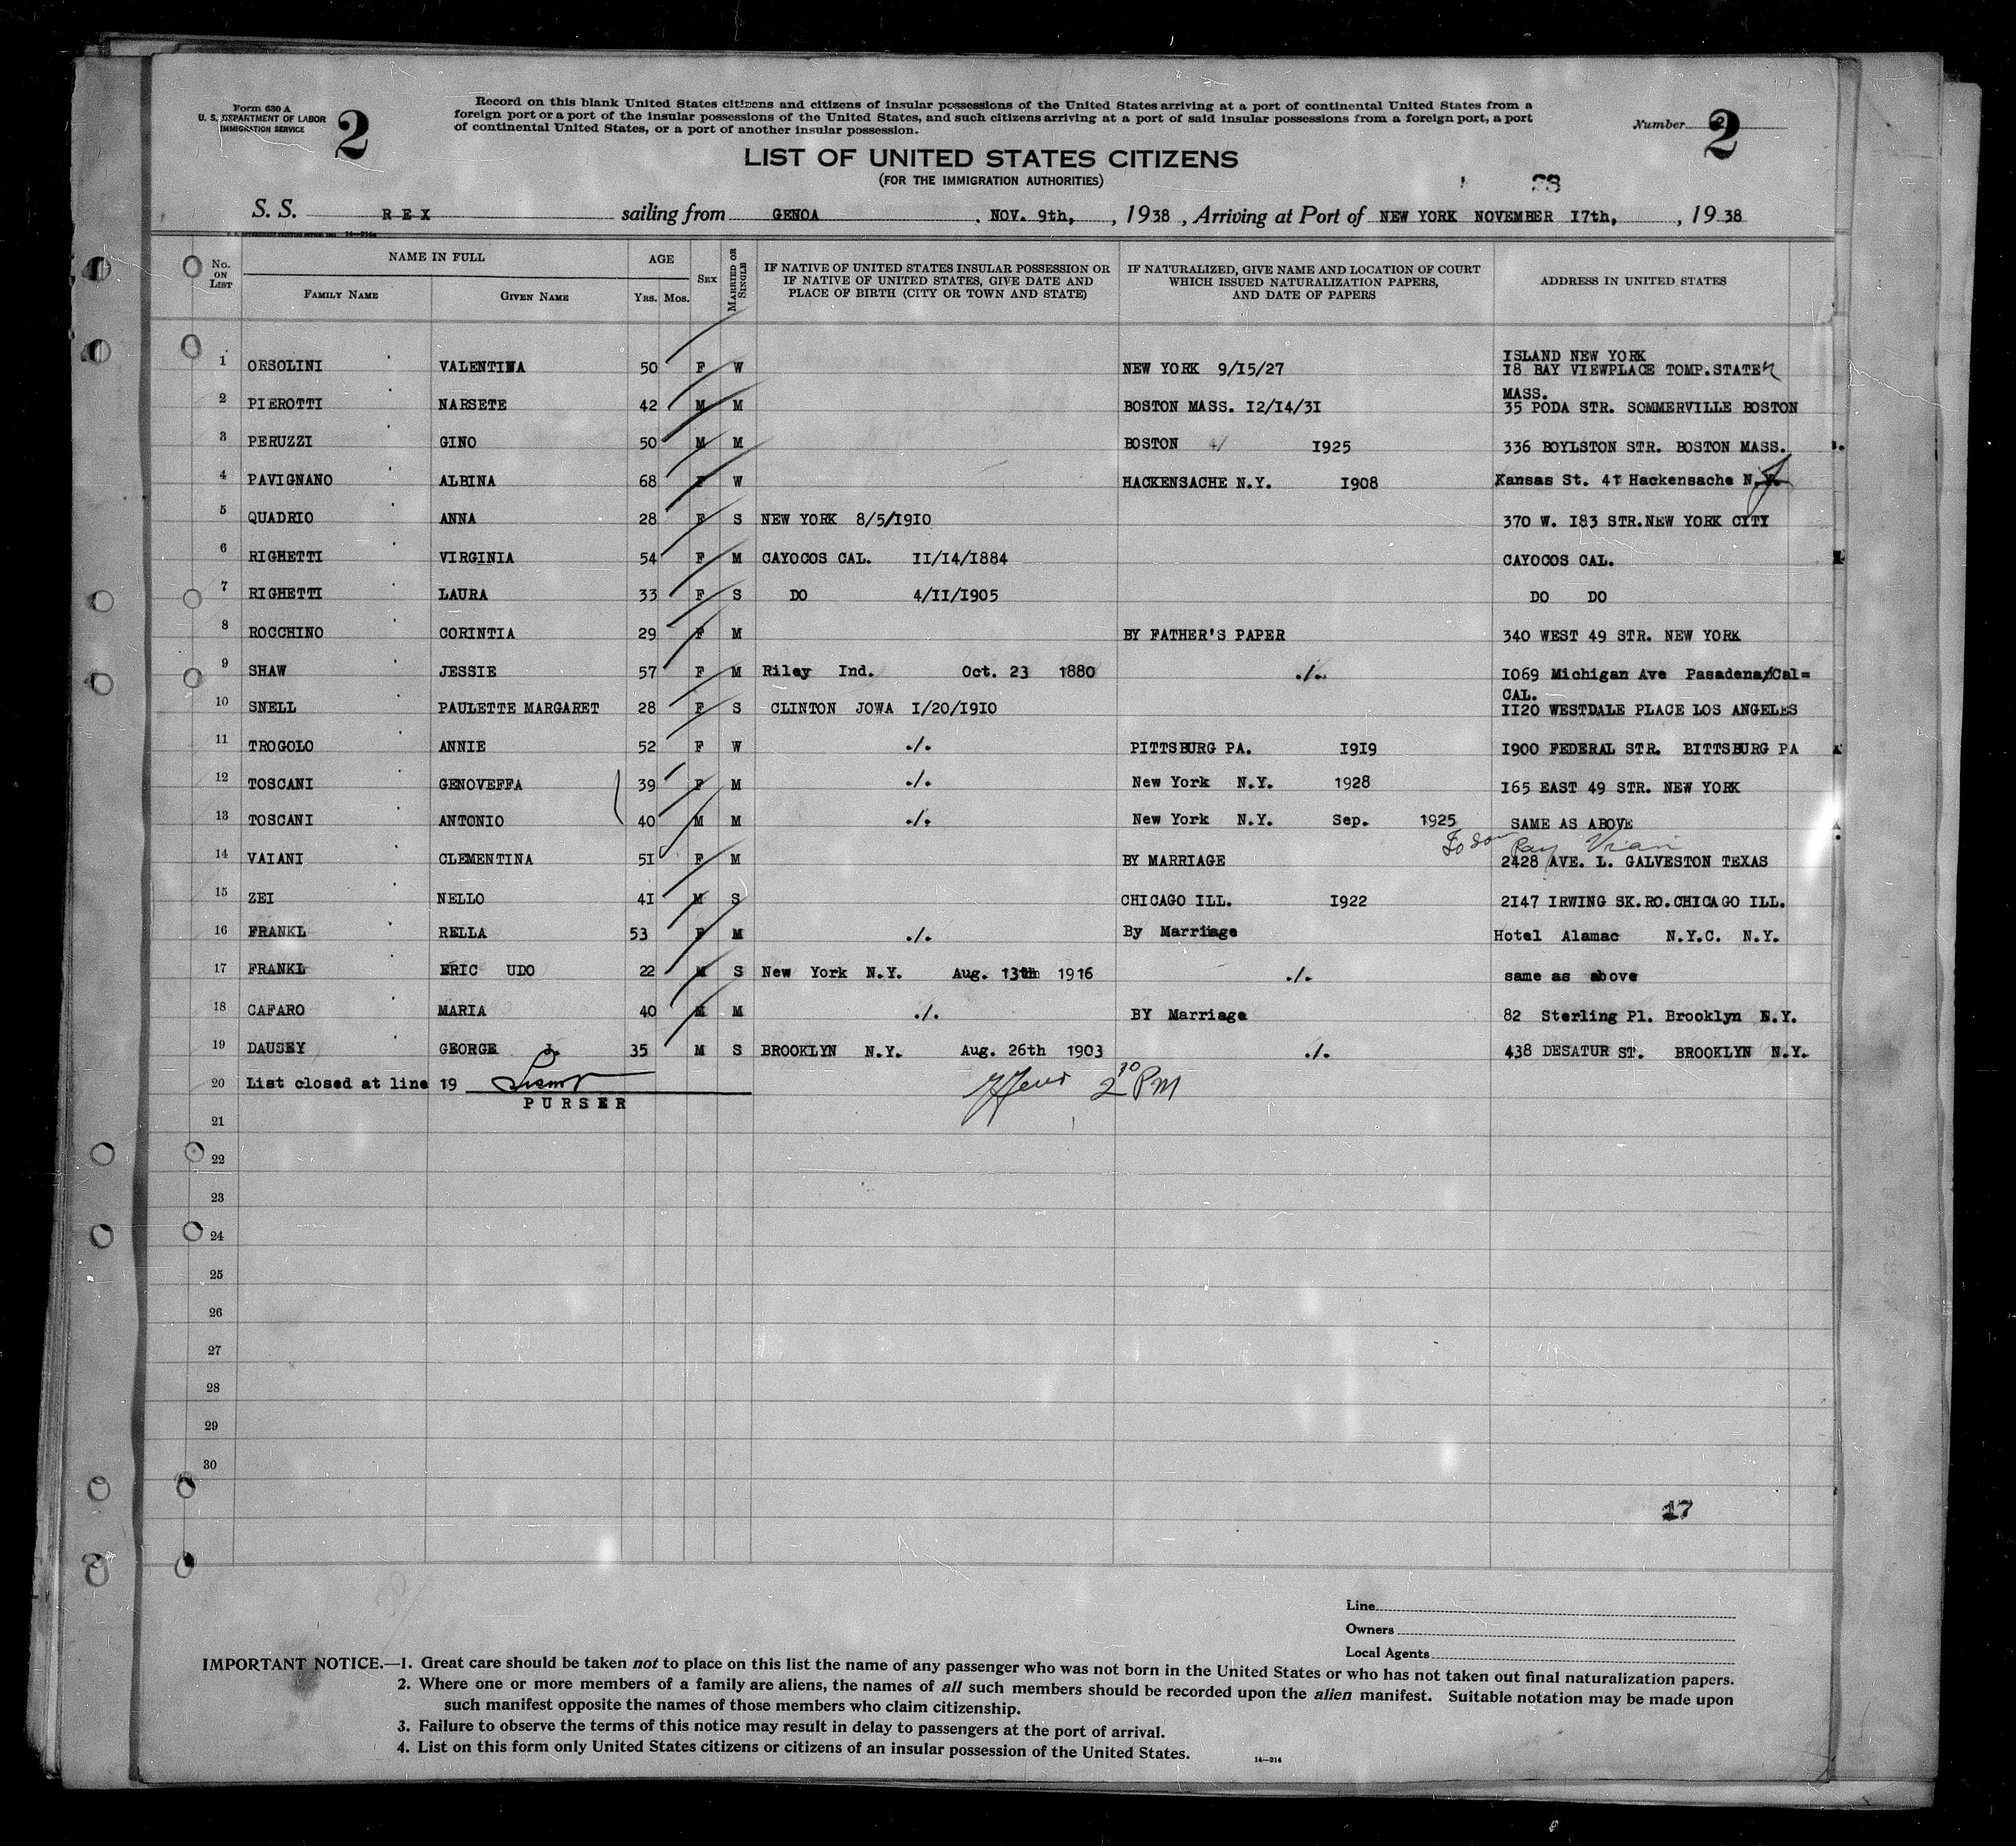 Form 630 A
U. S. DEPARTMENT OF LABOR
IMMIGRATION SERVICE
2
Record on this blank United States citizens and citizens of insular possessions of the United States arriving at a port of continental United States from a
foreign port or a port of the insular possessions of the United States, and such citizens arriving at a port of said insular possessions from a foreign port, a port
of continental United States, or a port of another insular possession.
Number 2
LIST OF UNITED STATES CITIZENS
(FOR THE IMMIGRATION AUTHORITIES)
S. S. REX sailing from GENOA , NOV. 9th, , 1938 , Arriving at Port of NEW YORK NOVEMBER 17th, , 1938
No. ON LIST NAME IN FULL FAMILY NAME GIVEN NAME AGE YRS. MOS. SEX MARRIED OR SINGLE
IF NATIVE OF UNITED STATES INSULAR POSSESSION OR IF NATIVE OF UNITED STATES, GIVE DATE AND PLACE OF BIRTH (CITY OR TOWN AND STATE)
IF NATURALIZED, GIVE NAME AND LOCATION OF COURT WHICH ISSUED NATURALIZATION PAPERS, AND DATE OF PAPERS
ADDRESS IN UNITED STATES
ISLAND NEW YORK
1 ORSOLINI VALENTINA 50 F W NEW YORK 9/15/27 18 BAY VIEWPLACE TOMP.STATEN
MASS.
2 PIEROTTI NARSETE 42 M M BOSTON MASS. 12/14/31 35 PODA STR. SOMMERVILLE BOSTON
3 PERUZZI GINO 50 M M BOSTON 1925 336 BOYLSTON STR. BOSTON MASS.
4 PAVIGNANO ALBINA 68 F W HACKENSACHE N.Y. 1908 Kansas St. 41 Hackensache N.J.
5 QUADRIO ANNA 28 F S NEW YORK 8/5/1910 370 W. 183 STR.NEW YORK CITY
6 RIGHETTI VIRGINIA 54 F M CAYOCOS CAL. 11/14/1884 CAYOCOS CAL.
7 RIGHETTI LAURA 33 F S DO 4/11/1905 DO DO
8 ROCCHINO CORINTIA 29 F M BY FATHER'S PAPER 340 WEST 49 STR. NEW YORK
9 SHAW JESSIE 57 F M Riley Ind. Oct. 23 1880 ./. 1069 Michigan Ave Pasadena/Cal=
CAL.
10 SNELL PAULETTE MARGARET 28 F S CLINTON JOWA 1/20/1910 1120 WESTDALE PLACE LOS ANGELES
11 TROGOLO ANNIE 52 F W ./. PITTSBURG PA. 1919 1900 FEDERAL STR. BITTSBURG PA
12 TOSCANI GENOVEFFA 39 F M ./. New York N.Y. 1928 165 EAST 49 STR. NEW YORK
13 TOSCANI ANTONIO 40 M M ./. New York N.Y. Sep. 1925 SAME AS ABOVE
To son Ray Viani
14 VAIANI CLEMENTINA 51 F M BY MARRIAGE 2428 AVE. L. GALVESTON TEXAS
15 ZEI NELLO 41 M S CHICAGO ILL. 1922 2147 IRWING SK.RO.CHICAGO ILL.
16 FRANKL RELLA 53 F M ./. By Marriage Hotel Alamac N.Y.C. N.Y.
17 FRANKL ERIC UDO 22 M S New York N.Y. Aug. 13th 1916 ./. same as above
18 CAFARO MARIA 40 M M ./. BY Marriage 82 Sterling Pl. Brooklyn N.Y.
19 DAUSEY GEORGE J. 35 M S BROOKLYN N.Y. Aug. 26th 1903 ./. 438 DESATUR ST. BROOKLYN N.Y.
20 List closed at line 19
2 10 PM
PURSER
21
22
23
24
25
26
27
28
29
30
17
Line
Owners
Local Agents
IMPORTANT NOTICE.—1. Great care should be taken not to place on this list the name of any passenger who was not born in the United States or who has not taken out final naturalization papers.
2. Where one or more members of a family are aliens, the names of all such members should be recorded upon the alien manifest. Suitable notation may be made upon
such manifest opposite the names of those members who claim citizenship.
3. Failure to observe the terms of this notice may result in delay to passengers at the port of arrival.
4. List on this form only United States citizens or citizens of an insular possession of the United States.
14—214